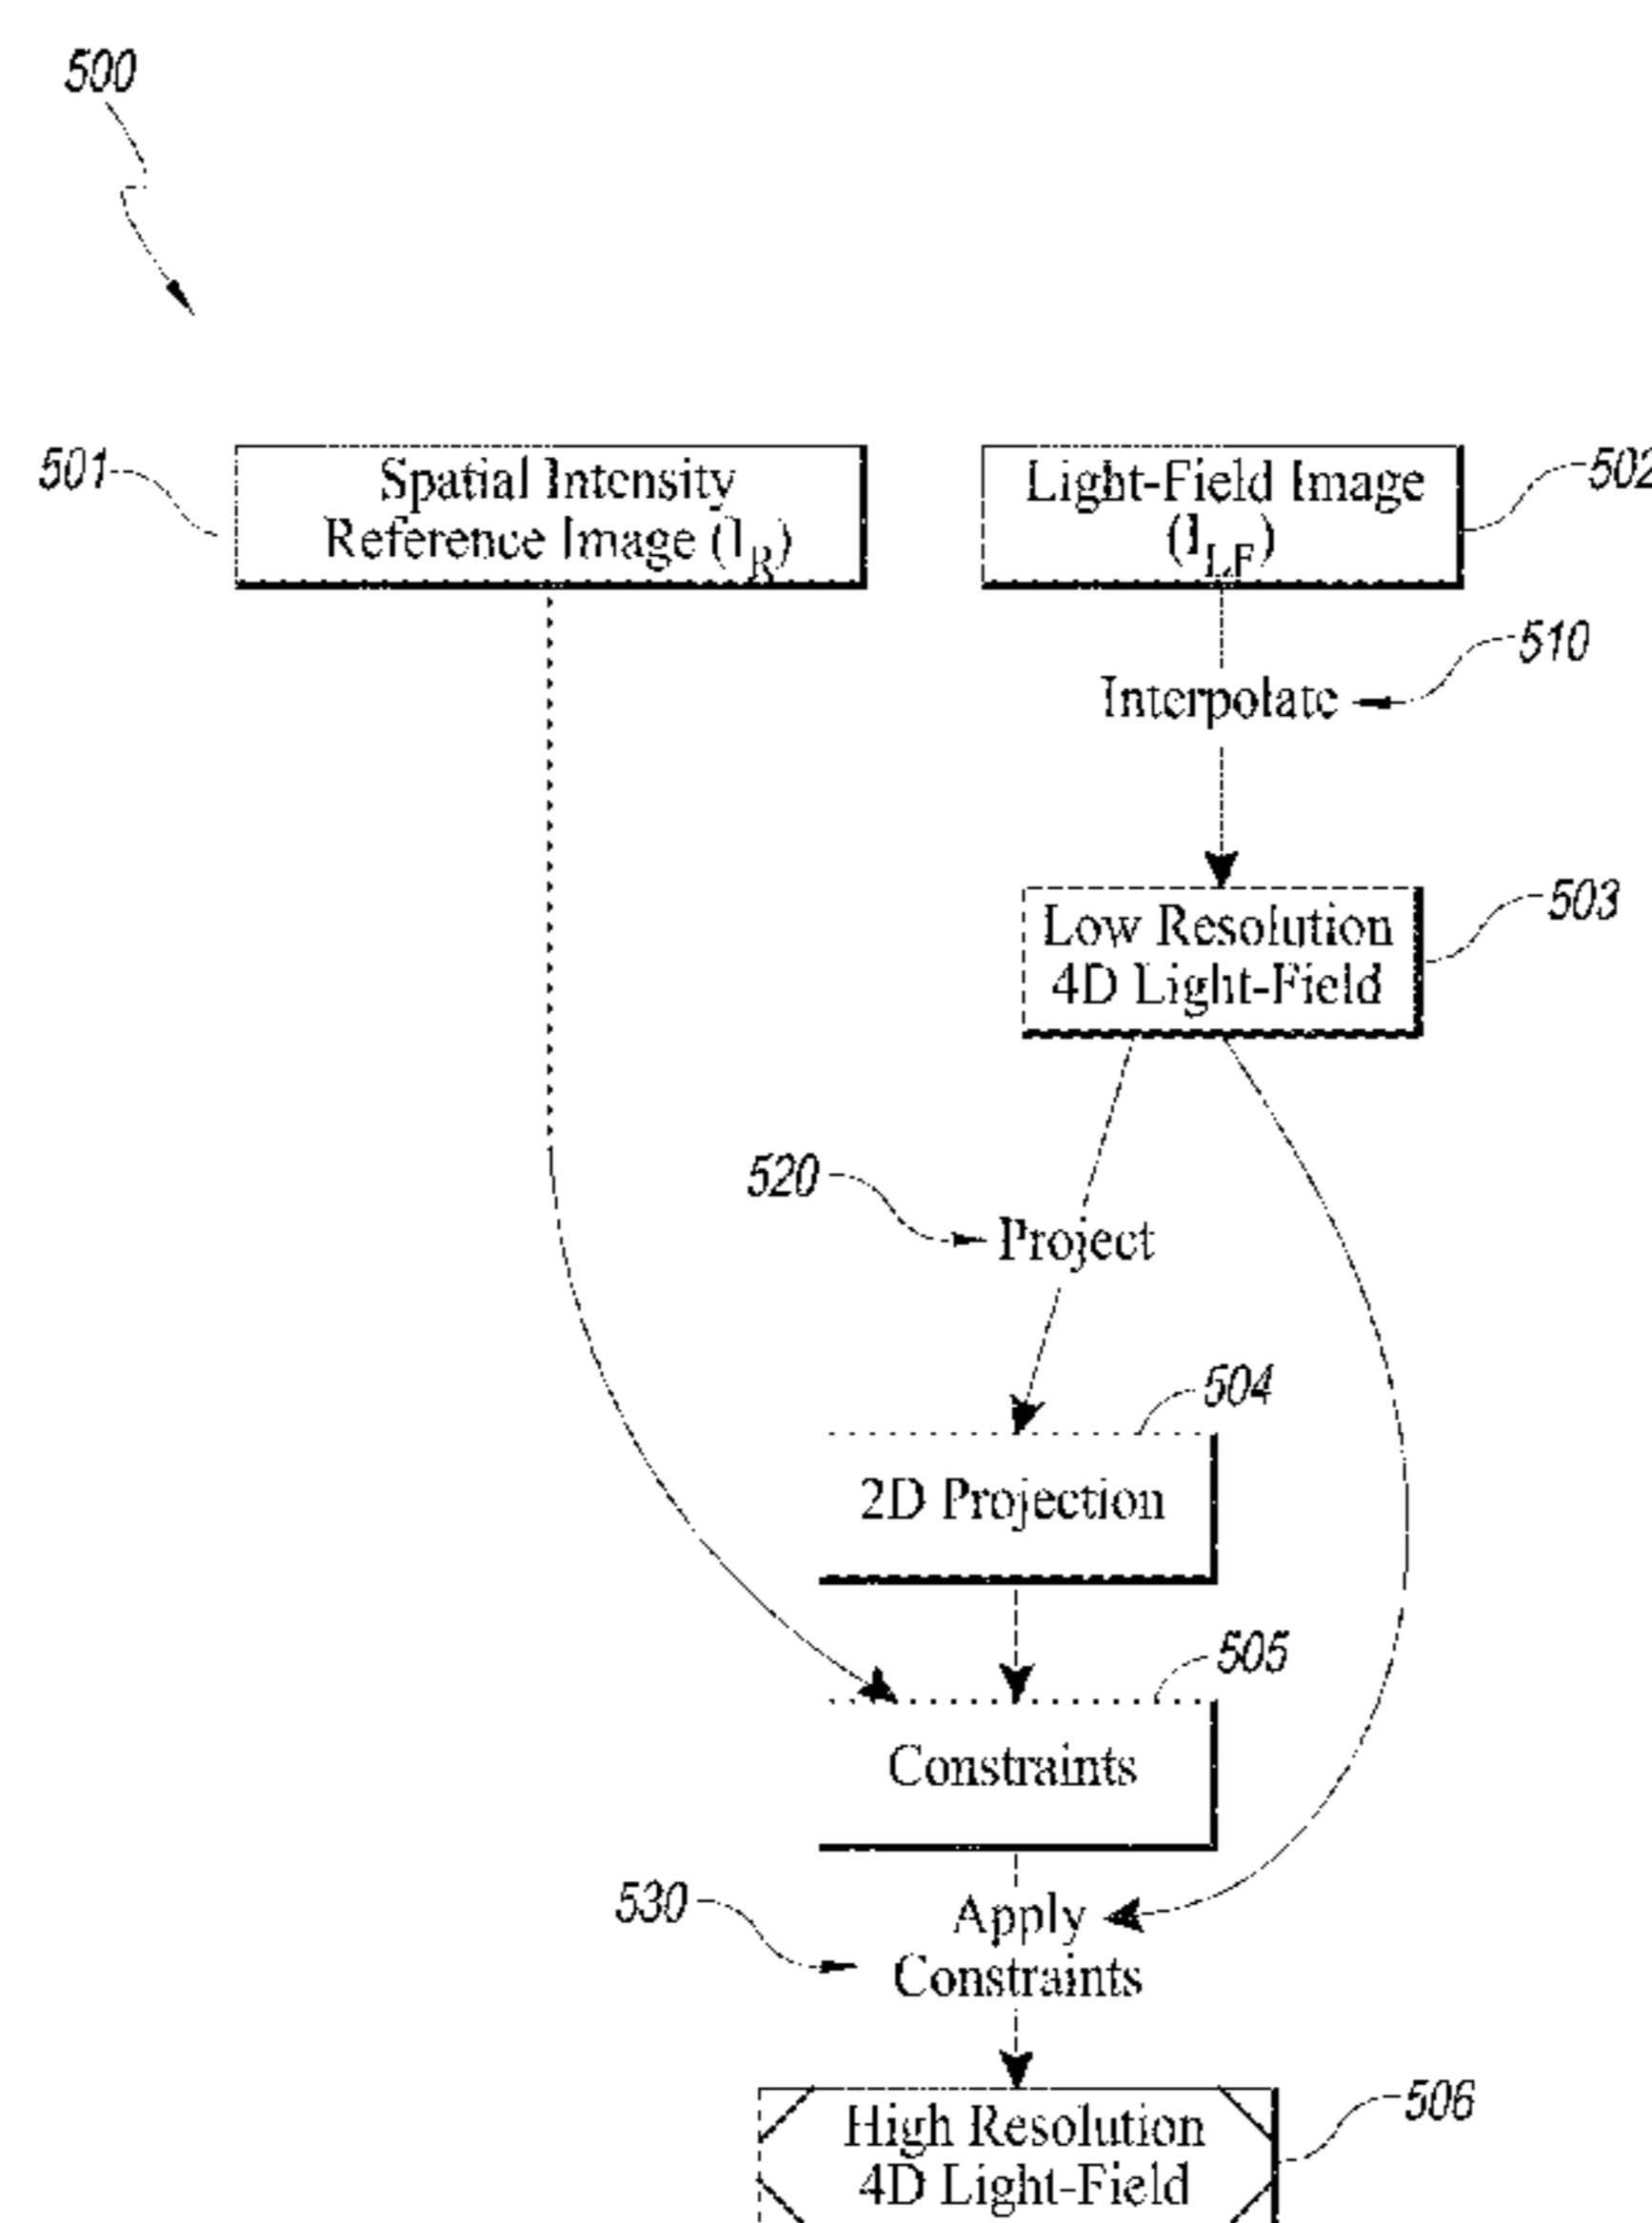 500
501
Spatial Intensity
Reference Image (I_R)
Light-Field Image
(I_LF)
502
510
Interpolate
503
Low Resolution
4D Light-Field
520
Project
504
2D Projection
505
Constraints
530
Apply
Constraints
506
High Resolution
4D Light-Field